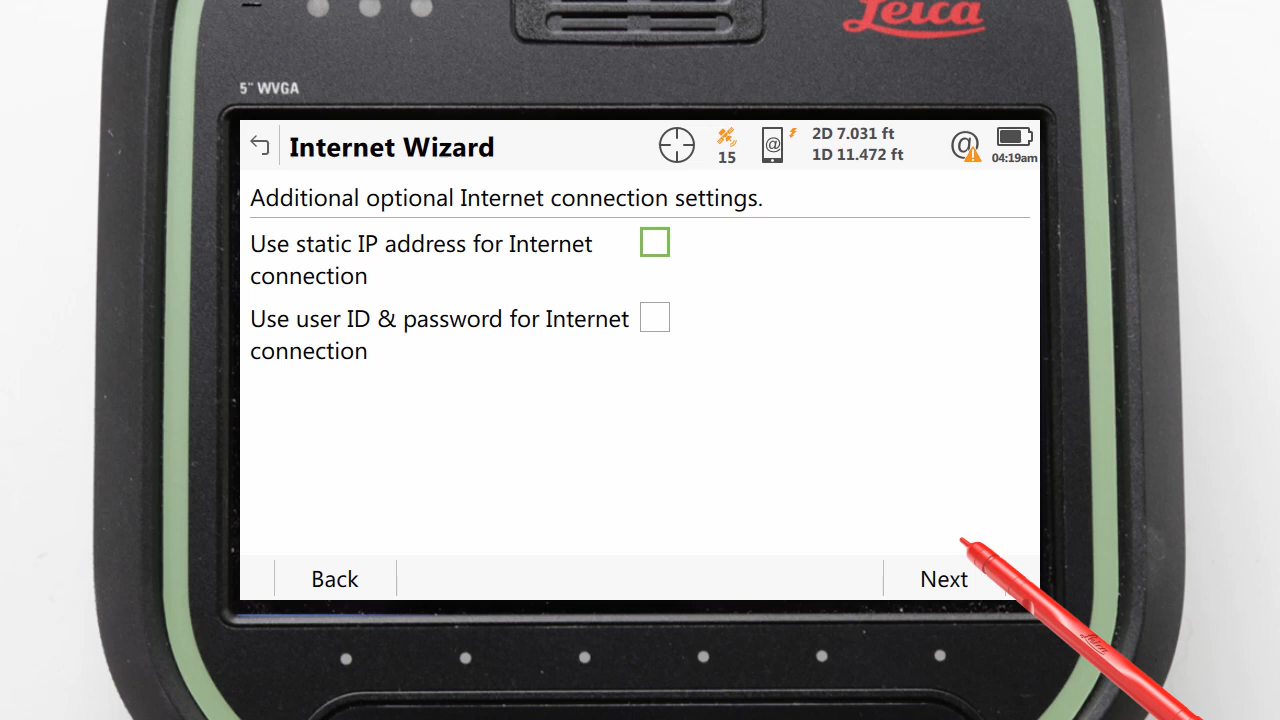 Leica
5" WVGA
Internet Wizard
15
@
2D 7.031 ft
1D 11.472 ft
@
04:19am
Additional optional Internet connection settings.
Use static IP address for Internet
connection
Use user ID & password for Internet
connection
Back
Next
Leica